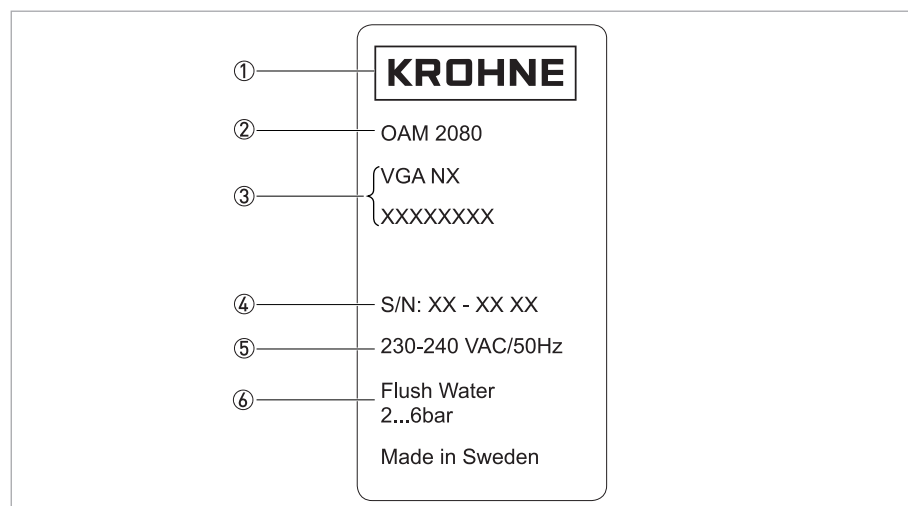 ① KROHNE
② OAM 2080
③ VGA NX
XXXXXXXX
④ S/N: XX - XX XX
⑤ 230-240 VAC/50Hz
⑥ Flush Water
2...6bar
Made in Sweden